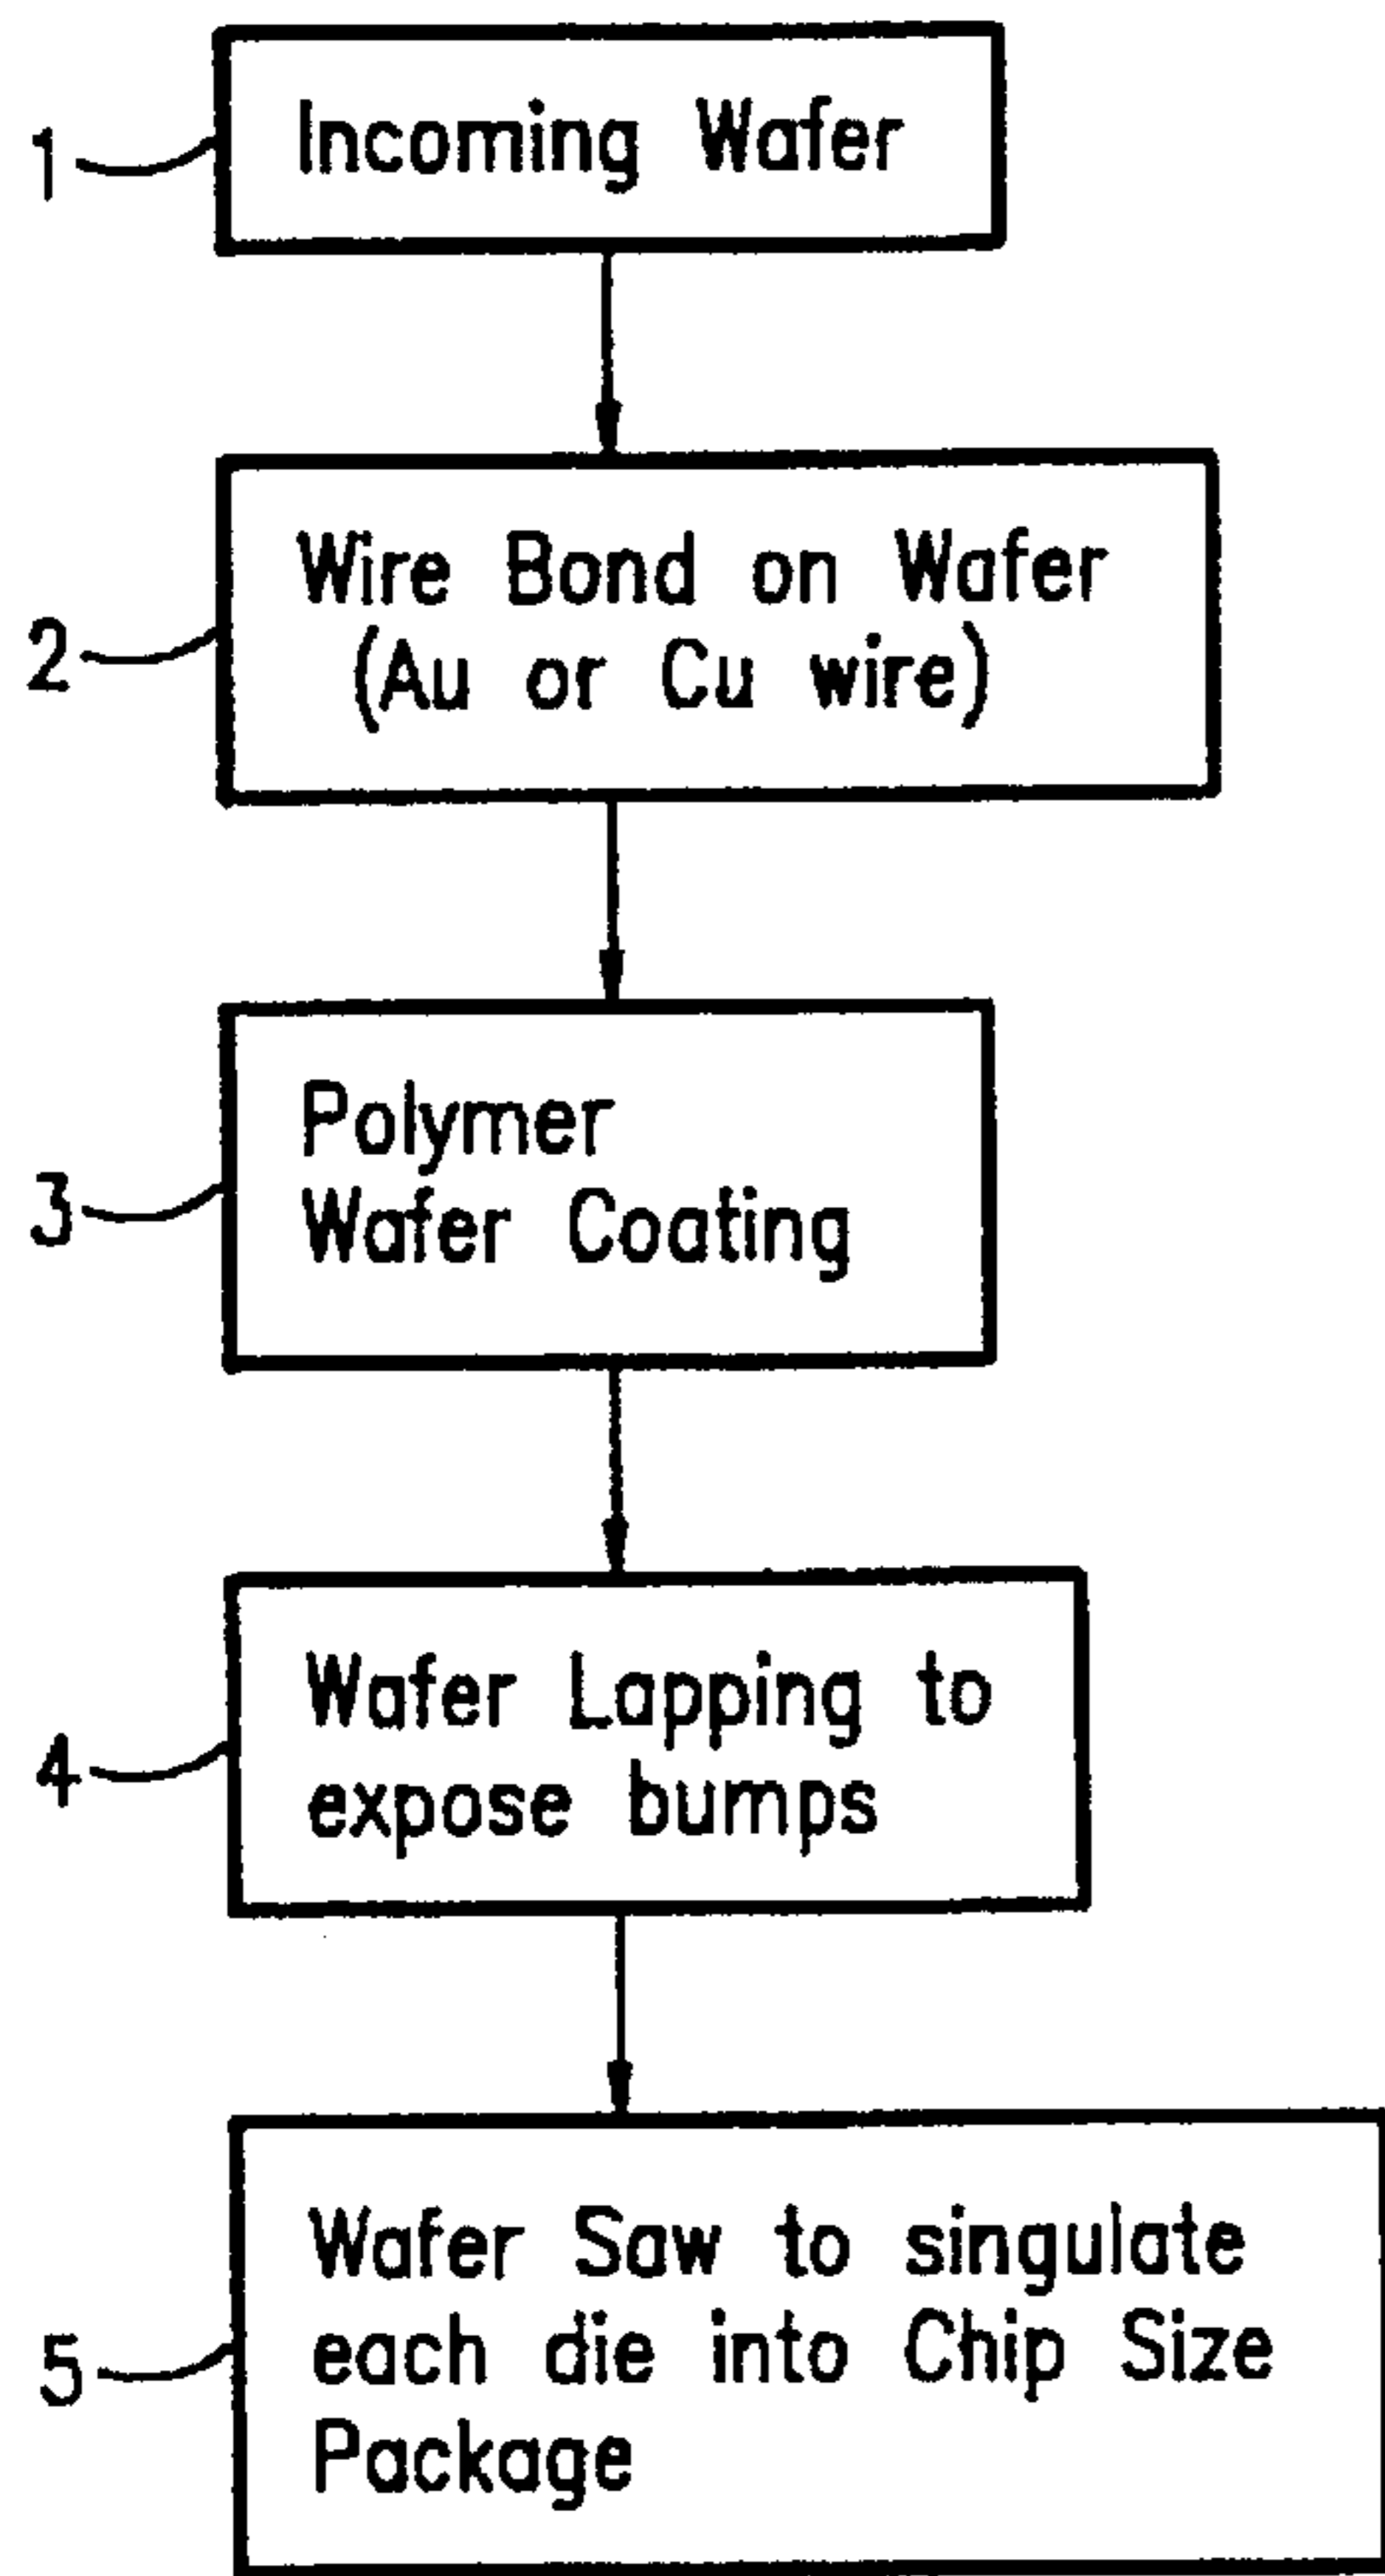 1
Incoming Wafer
2
Wire Bond on Wafer
(Au or Cu wire)
3
Polymer
Wafer Coating
4
Wafer Lapping to
expose bumps
5
Wafer Saw to singulate
each die into Chip Size
Package